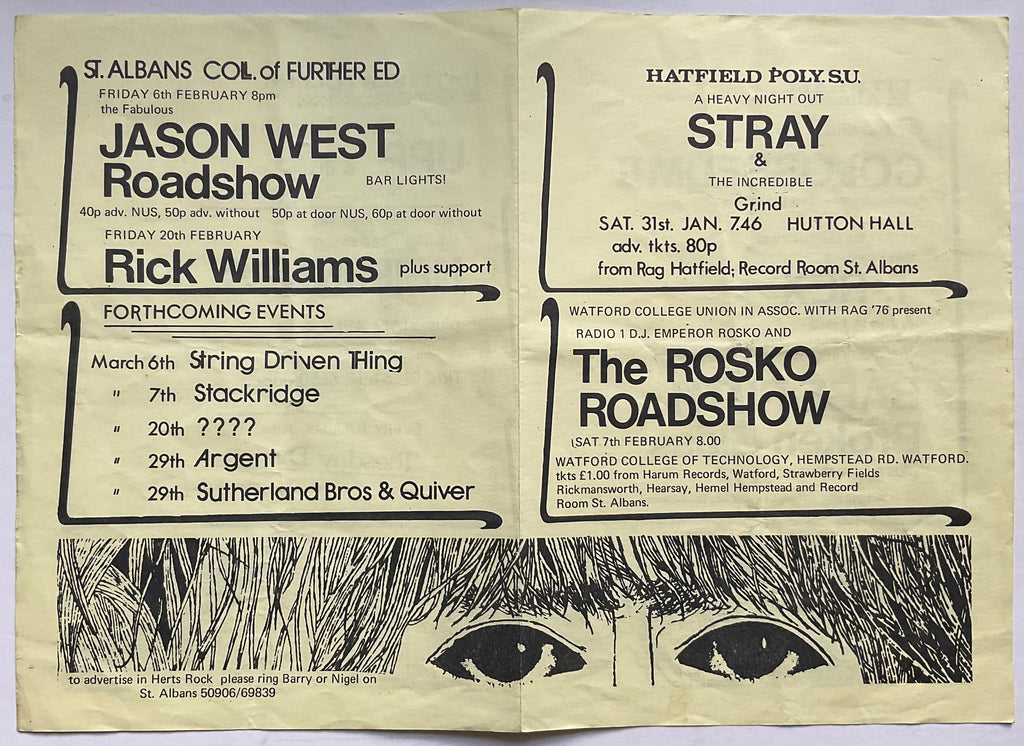 ST. ALBANS COLL. of FURTHER ED
FRIDAY 6th FEBRUARY 8pm
the Fabulous
JASON WEST
Roadshow BAR LIGHTS!
40p adv. NUS, 50p adv. without 50p at door NUS, 60p at door without
FRIDAY 20th FEBRUARY
Rick Williams plus support
FORTHCOMING EVENTS
March 6th String Driven Thing
" 7th Stackridge
" 20th ????
" 29th Argent
" 29th Sutherland Bros & Quiver
HATFIELD POLY. S.U.
A HEAVY NIGHT OUT
STRAY
&
THE INCREDIBLE
Grind
SAT. 31st. JAN. 7.46 HUTTON HALL
adv. tkts. 80p
from Rag Hatfield; Record Room St. Albans
WATFORD COLLEGE UNION IN ASSOC. WITH RAG '76 present
RADIO 1 D.J. EMPEROR ROSKO AND
The ROSKO
ROADSHOW
SAT 7th FEBRUARY 8.00
WATFORD COLLEGE OF TECHNOLOGY, HEMPSTEAD RD. WATFORD.
tkts £1.00 from Harum Records, Watford, Strawberry Fields
Rickmansworth, Hearsay, Hemel Hempstead and Record
Room St. Albans.
to advertise in Herts Rock please ring Barry or Nigel on
St. Albans 50906/69839